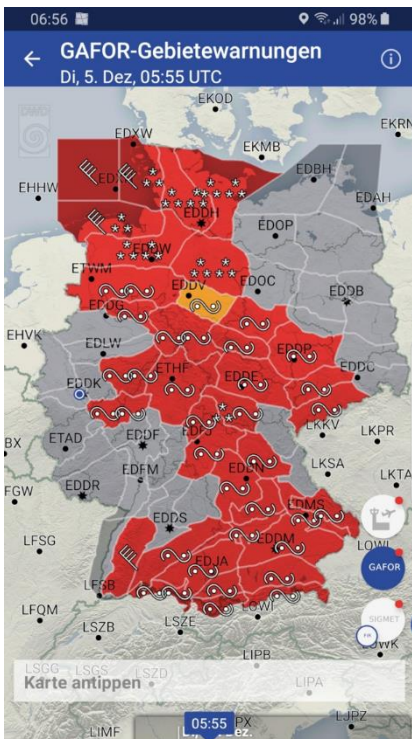 06:56 98%
GAFOR-Gebietewarnungen
Di, 5. Dez, 05:55 UTC
EKOD
EDXW
EKRN
EKMB
EDBH
EHHW
EDAH
EDDH
EDOP
EDDW
ETWM
EDDV
EDOC
EDDB
EDDG
EHVK
EDLW
EDDP
EDDC
ETHF
EDDE
EDDK
LKKV
ETAD
EDDF
LKPR
EDFM
EDDN
LKSA
LKTA
EDDR
EDDS
EDMS
LFSG
EDDM
LOWL
GAFOR
EDJA
LFSB
LFQM
LOWI
SIGMET
LSZB
LSZE
LIPB
LSGG
LSGS
LSZD
LIPA
Karte antippen
05:55
LIMF
LJPZ